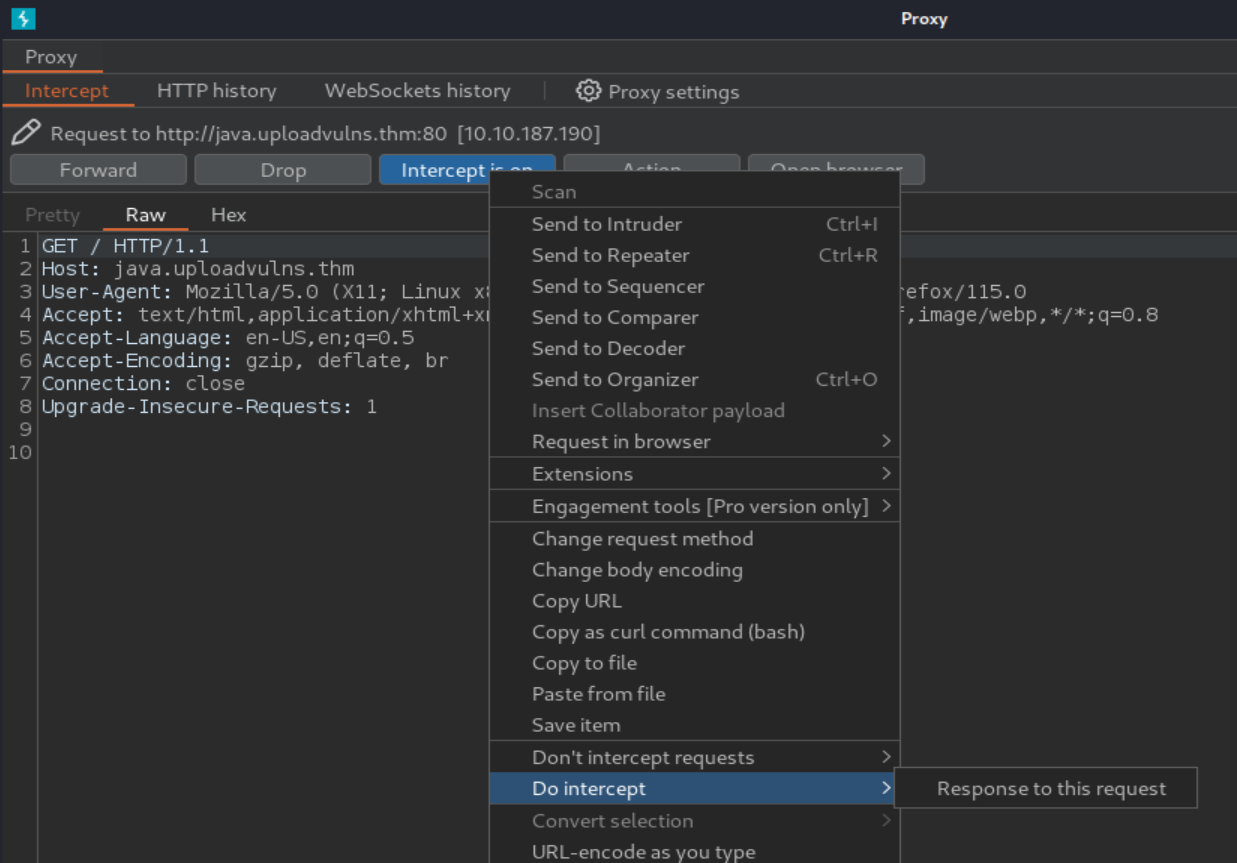 Proxy
Proxy
Intercept HTTP history WebSockets history Proxy settings
Request to http://java.uploadvulns.thm:80 [10.10.187.190]
Forward Drop Intercept is on Action Open browser
Pretty Raw Hex
1 GET / HTTP/1.1
2 Host: java.uploadvulns.thm
3 User-Agent: Mozilla/5.0 (X11; Linux efox/115.0
4 Accept: text/html,application/xhtml+ ,image/webp,*/*;q=0.8
5 Accept-Language: en-US,en;q=0.5
6 Accept-Encoding: gzip, deflate, br
7 Connection: close
8 Upgrade-Insecure-Requests: 1
9
10
Scan
Send to Intruder Ctrl+I
Send to Repeater Ctrl+R
Send to Sequencer
Send to Comparer
Send to Decoder
Send to Organizer Ctrl+O
Insert Collaborator payload
Request in browser >
Extensions >
Engagement tools [Pro version only] >
Change request method
Change body encoding
Copy URL
Copy as curl command (bash)
Copy to file
Paste from file
Save item
Don't intercept requests >
Do intercept > Response to this request
Convert selection >
URL-encode as you type